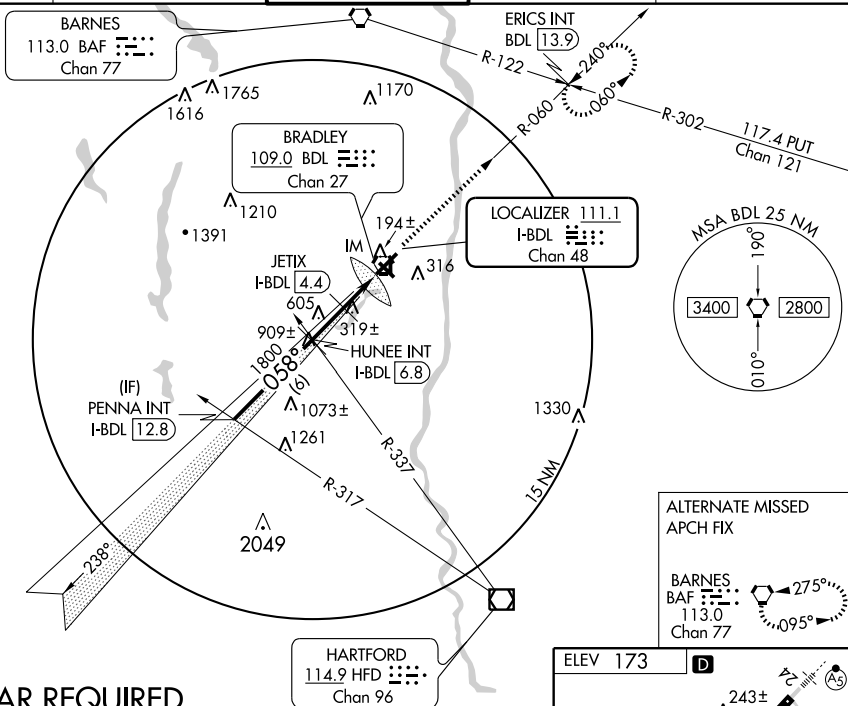 BARNES
113.0 BAF
Chan 77
ERICS INT
BDL 13.9
R-122
240°
060°
R-060
R-302
117.4 PUT
Chan 121
1765
1616
1170
BRADLEY
109.0 BDL
Chan 27
1210
1391
194±
IM
LOCALIZER 111.1
I-BDL
Chan 48
316
JETIX
I-BDL 4.4
605
319±
909±
HUNEE INT
I-BDL 6.8
1800
058°
(6)
(IF)
PENNA INT
I-BDL 12.8
1073±
1261
R-337
R-317
1330
15 NM
2049
238°
MSA BDL 25 NM
190°
3400
2800
010°
ALTERNATE MISSED
APCH FIX
BARNES
BAF
113.0
Chan 77
275°
095°
HARTFORD
114.9 HFD
Chan 96
AR REQUIRED
ELEV 173
D
24
A5
243±